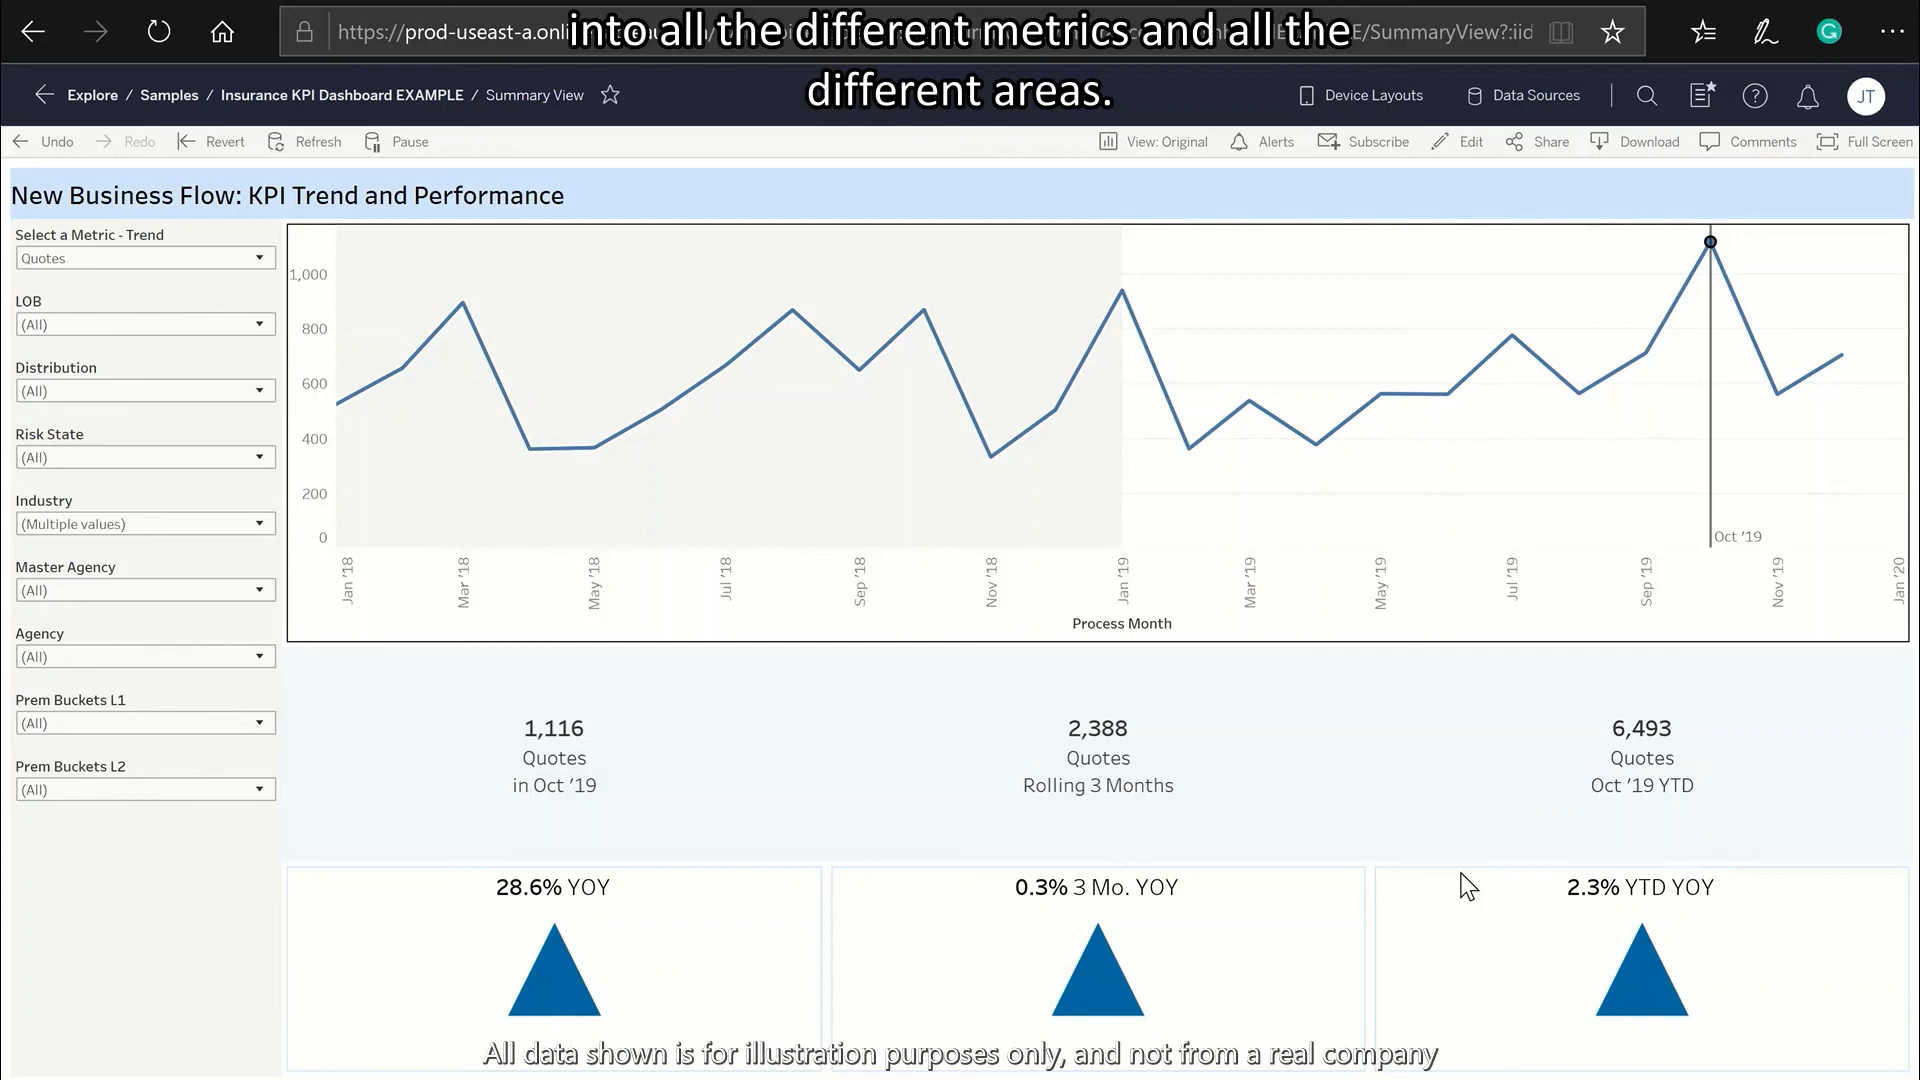 into all the different metrics and all the
different areas.
https://prod-useast-a.onli
E/SummaryView?:iid
Explore / Samples / Insurance KPI Dashboard EXAMPLE / Summary View
Device Layouts
Data Sources
JT
Undo
Redo
Revert
Refresh
Pause
View: Original
Alerts
Subscribe
Edit
Share
Download
Comments
Full Screen
New Business Flow: KPI Trend and Performance
Select a Metric - Trend
Quotes
LOB
(All)
Distribution
(All)
Risk State
(All)
Industry
(Multiple values)
Master Agency
(All)
Agency
(All)
Prem Buckets L1
(All)
Prem Buckets L2
(All)
1,000
800
600
400
200
0
Oct '19
Jan '18
Mar '18
May '18
Jul '18
Sep '18
Nov '18
Jan '19
Mar '19
May '19
Jul '19
Sep '19
Nov '19
Jan '20
Process Month
1,116
Quotes
in Oct '19
2,388
Quotes
Rolling 3 Months
6,493
Quotes
Oct '19 YTD
28.6% YOY
0.3% 3 Mo. YOY
2.3% YTD YOY
All data shown is for illustration purposes only, and not from a real company